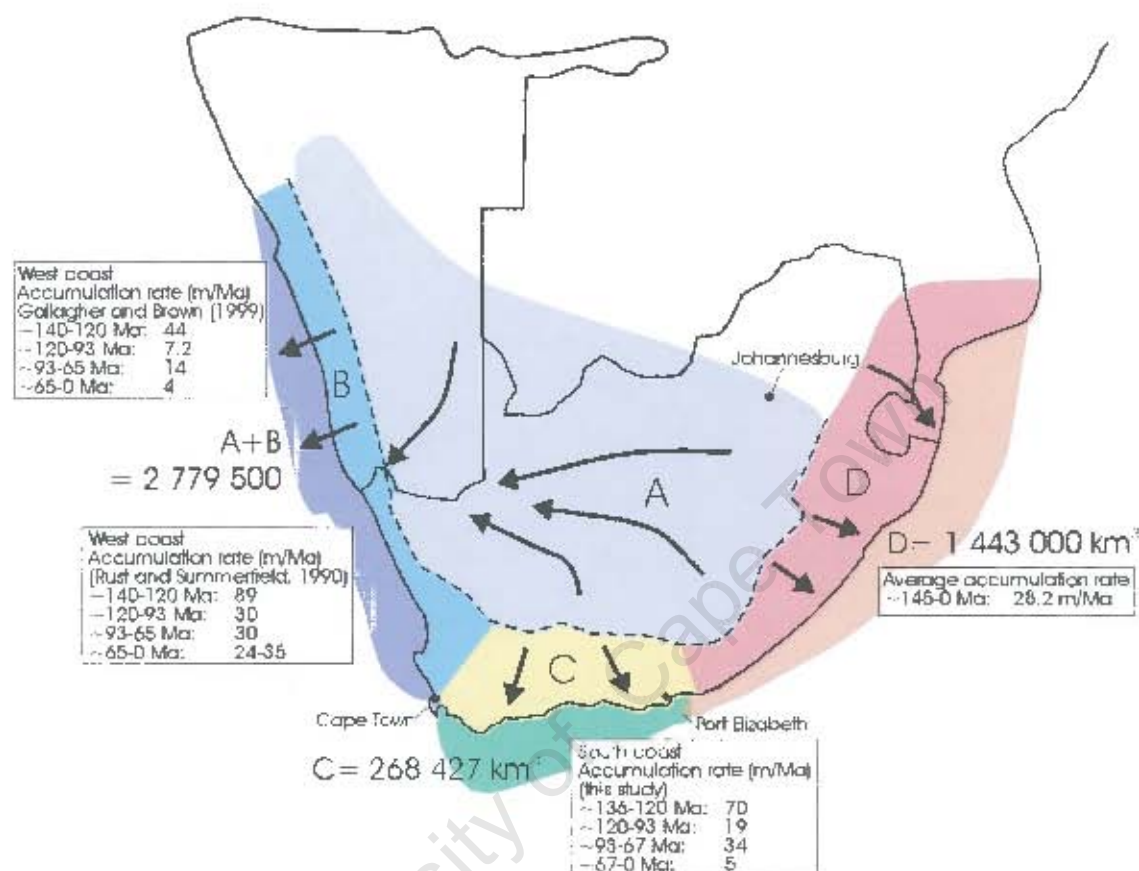 West coast
Accumulation rate (m/Ma)
Gallagher and Brown (1999)
~140-120 Ma: 44
~120-93 Ma: 7.2
~93-65 Ma: 14
~65-0 Ma: 4
B
A+B
= 2 779 500
Johannesburg
A
D
West coast
Accumulation rate (m/Ma)
(Rust and Summerfield, 1990)
~140-120 Ma: 89
~120-93 Ma: 30
~93-65 Ma: 30
~65-0 Ma: 24-35
D= 1 443 000 km³
Average accumulation rate
~145-0 Ma: 28.2 m/Ma
C
Cape Town
Port Elizabeth
C= 268 427 km³
South coast
Accumulation rate (m/Ma)
(this study)
~136-120 Ma: 70
~120-93 Ma: 19
~93-67 Ma: 34
~67-0 Ma: 5
sity of Cape Town